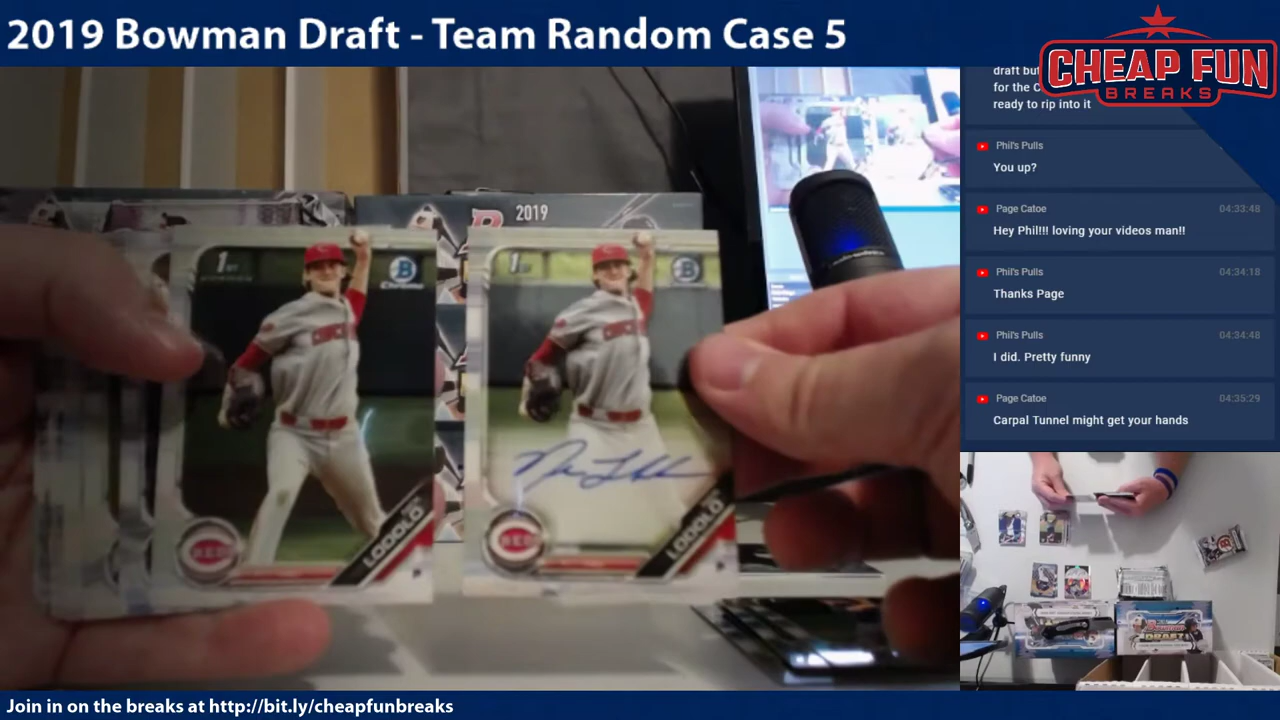 2019 Bowman Draft - Team Random Case 5
CHEAP FUN
BREAKS
for the C
ready to rip into it
Phil's Pulls
You up?
Page Catoe 04:33:48
Hey Phil!!! loving your videos man!!
Phil's Pulls 04:34:18
Thanks Page
Phil's Pulls 04:34:48
I did. Pretty funny
Page Catoe 04:35:29
Carpal Tunnel might get your hands
2019
1ST
Chrome
REDS
LODOLO
1ST
REDS
LODOLO
DRAFT
Join in on the breaks at http://bit.ly/cheapfunbreaks